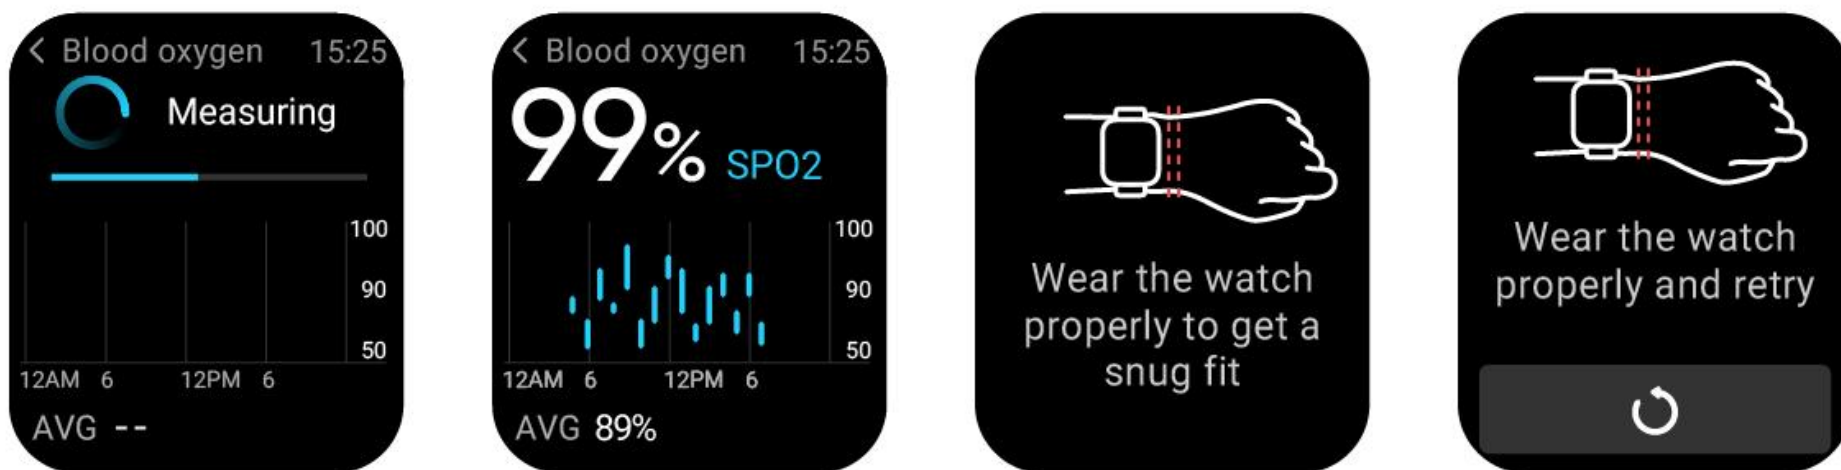 Blood oxygen 15:25
Measuring
100
90
50
12AM 6 12PM 6
AVG --
Blood oxygen 15:25
99% SPO2
100
90
50
12AM 6 12PM 6
AVG 89%
Wear the watch
properly to get a
snug fit
Wear the watch
properly and retry